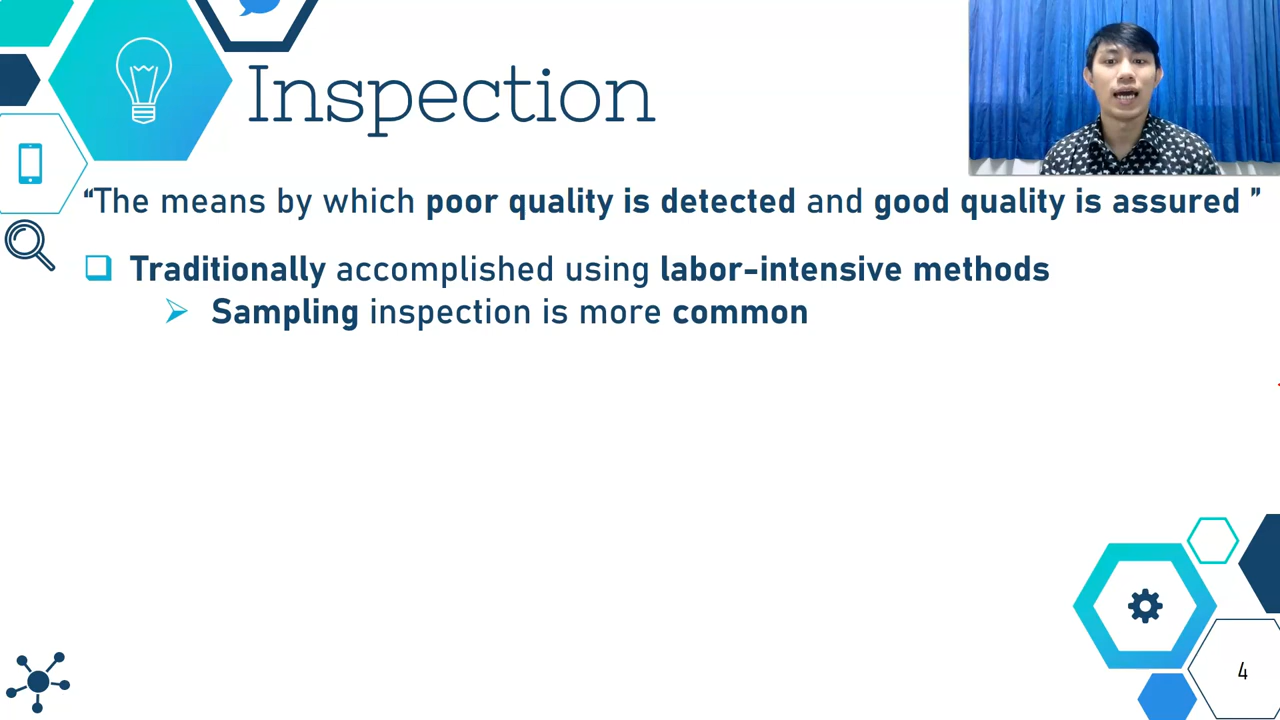 Inspection
“The means by which poor quality is detected and good quality is assured ”
Traditionally accomplished using labor-intensive methods
Sampling inspection is more common
4